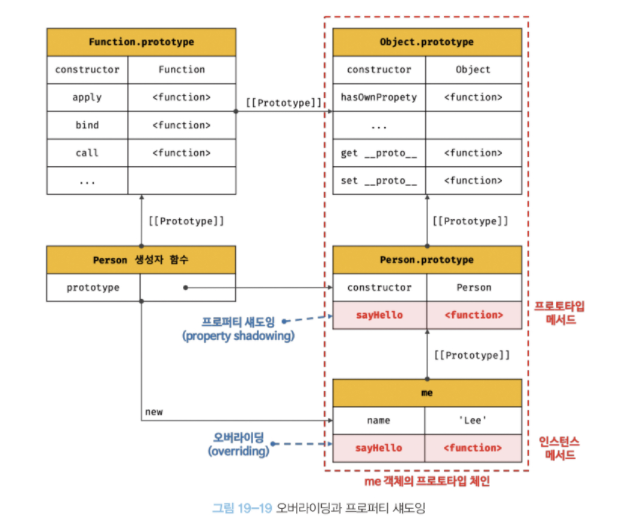 Function.prototype
constructor Function
apply <function>
bind <function>
call <function>
...
[[Prototype]]
Object.prototype
constructor Object
hasOwnPropety <function>
...
get __proto__ <function>
set __proto__ <function>
[[Prototype]]
[[Prototype]]
Person 생성자 함수
prototype
Person.prototype
constructor Person
sayHello <function>
프로퍼티 섀도잉
(property shadowing)
프로토타입
메서드
[[Prototype]]
new
me
name 'Lee'
sayHello <function>
오버라이딩
(overriding)
인스턴스
메서드
me 객체의 프로토타입 체인
그림 19-19 오버라이딩과 프로퍼티 섀도잉